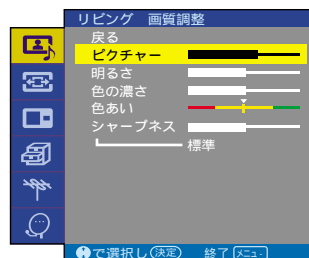 リビング 画質調整
戻る
ピクチャー
明るさ
色の濃さ
色あい
シャープネス
標準
で選択し 決定 終了 メニュー